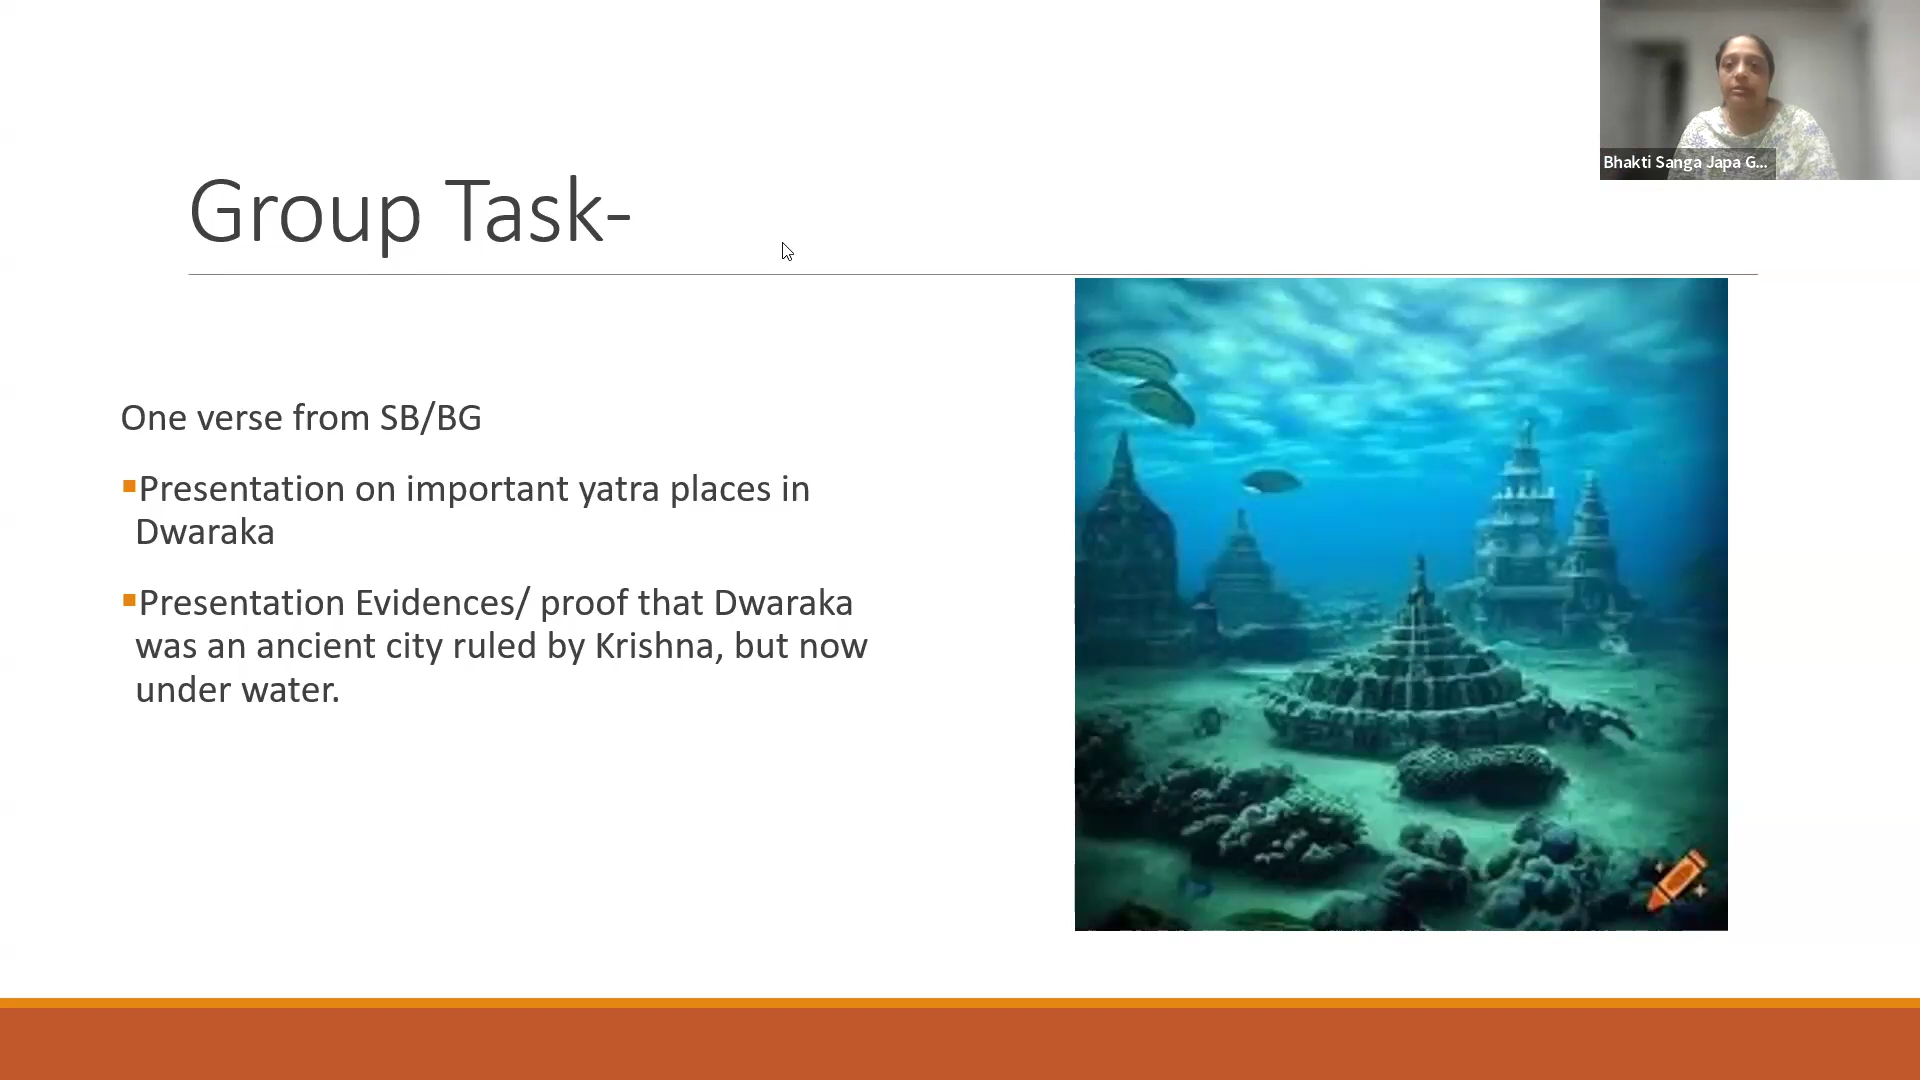 Bhakti Sanga Japa G...
Group Task-
One verse from SB/BG
Presentation on important yatra places in
Dwaraka
Presentation Evidences/ proof that Dwaraka
was an ancient city ruled by Krishna, but now
under water.